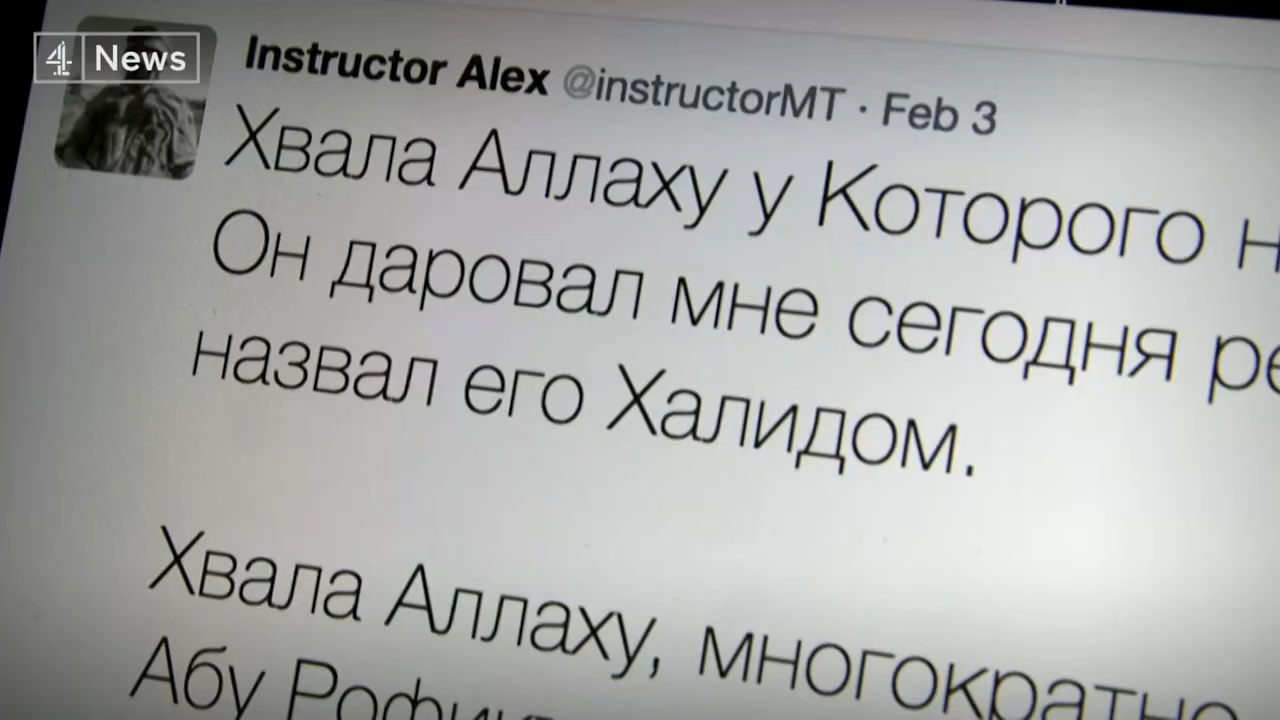 4 News
Instructor Alex @instructorMT · Feb 3
Хвала Аллаху у Которого
Он даровал мне сегодня
назвал его Халидом.
Хвала Аллаху, многократно
Абу